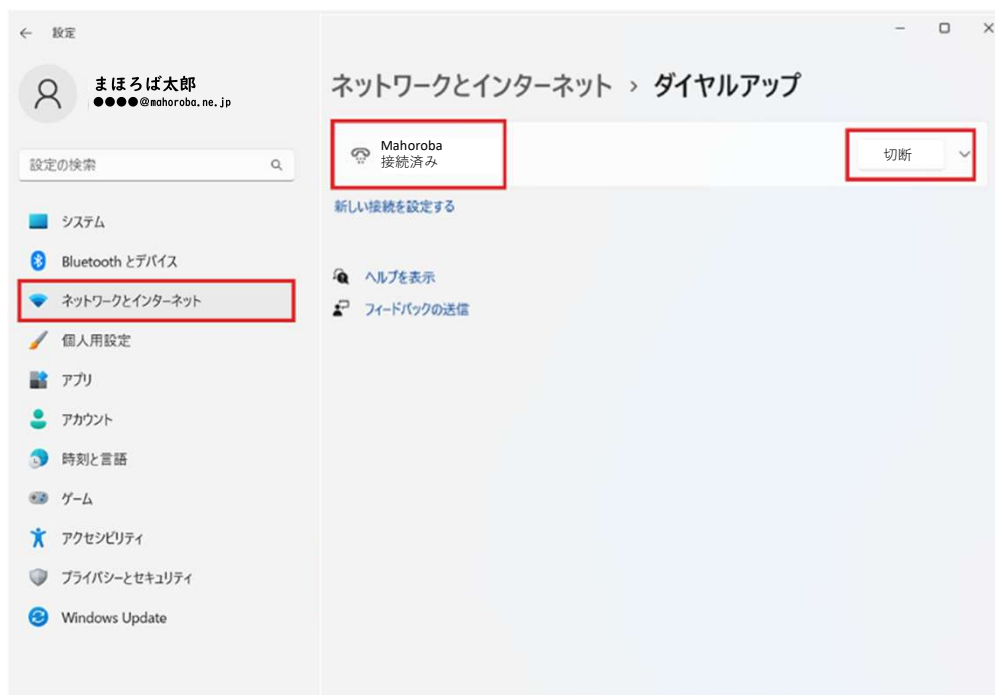 設定
まほろば太郎
●●●●@mahoroba.ne.jp
設定の検索
システム
Bluetooth とデバイス
ネットワークとインターネット
個人用設定
アプリ
アカウント
時刻と言語
ゲーム
アクセシビリティ
プライバシーとセキュリティ
Windows Update
ネットワークとインターネット › ダイヤルアップ
Mahoroba
接続済み
切断
新しい接続を設定する
ヘルプを表示
フィードバックの送信